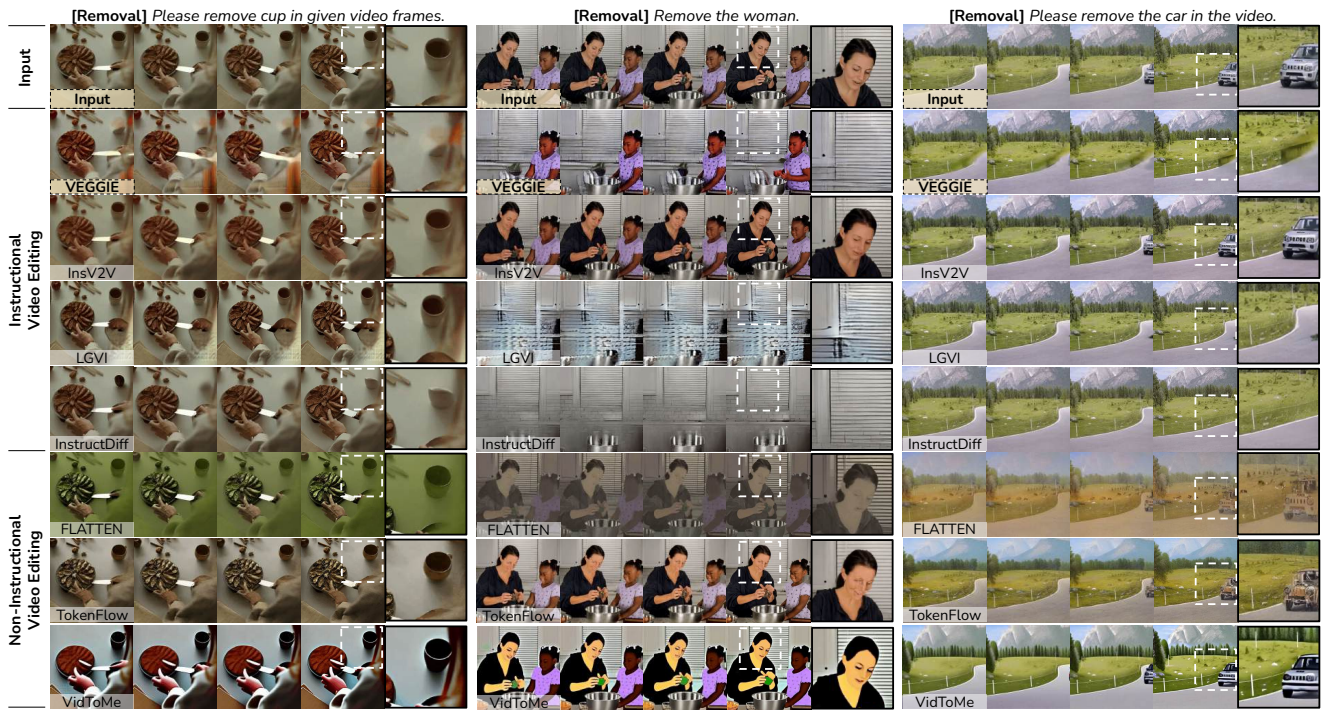 [Removal] Please remove cup in given video frames.
[Removal] Remove the woman.
[Removal] Please remove the car in the video.
Input
Input
Input
Input
Instructional
Video Editing
VEGGIE
VEGGIE
VEGGIE
InsV2V
InsV2V
InsV2V
LGVI
LGVI
LGVI
InstructDiff
InstructDiff
InstructDiff
Non-Instructional
Video Editing
FLATTEN
FLATTEN
FLATTEN
TokenFlow
TokenFlow
TokenFlow
VidToMe
VidToMe
VidToMe